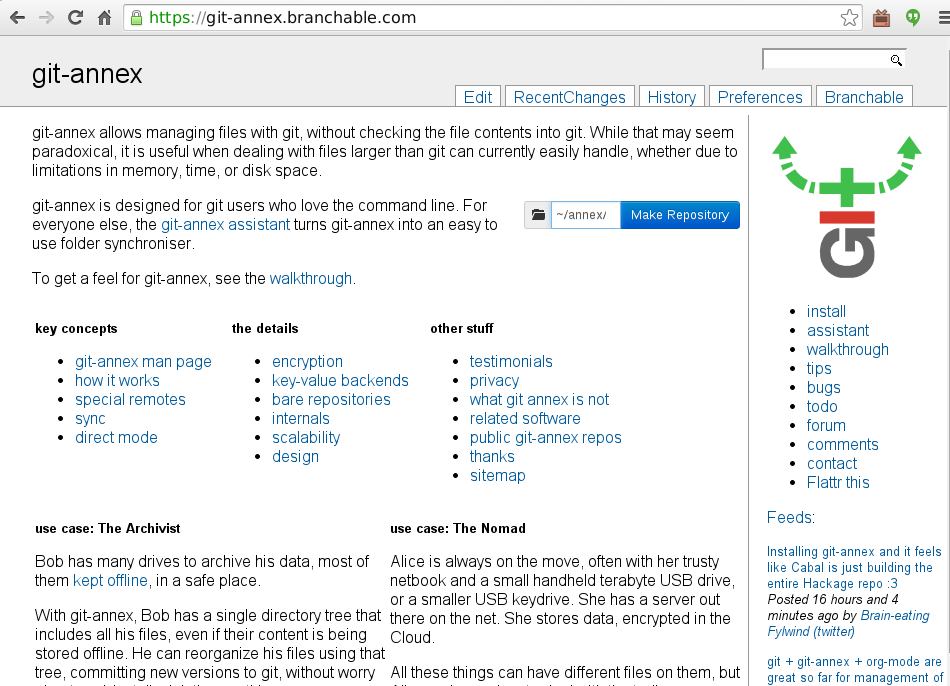 https://git-annex.branchable.com
git-annex
Edit
RecentChanges
History
Preferences
Branchable
git-annex allows managing files with git, without checking the file contents into git. While that may seem
paradoxical, it is useful when dealing with files larger than git can currently easily handle, whether due to
limitations in memory, time, or disk space.
git-annex is designed for git users who love the command line. For
everyone else, the git-annex assistant turns git-annex into an easy to
use folder synchroniser.
~/annex/
Make Repository
To get a feel for git-annex, see the walkthrough.
key concepts
git-annex man page
how it works
special remotes
sync
direct mode
the details
encryption
key-value backends
bare repositories
internals
scalability
design
other stuff
testimonials
privacy
what git annex is not
related software
public git-annex repos
thanks
sitemap
use case: The Archivist
Bob has many drives to archive his data, most of
them kept offline, in a safe place.
With git-annex, Bob has a single directory tree that
includes all his files, even if their content is being
stored offline. He can reorganize his files using that
tree, committing new versions to git, without worry
use case: The Nomad
Alice is always on the move, often with her trusty
netbook and a small handheld terabyte USB drive,
or a smaller USB keydrive. She has a server out
there on the net. She stores data, encrypted in the
Cloud.
All these things can have different files on them, but
git
install
assistant
walkthrough
tips
bugs
todo
forum
comments
contact
Flattr this
Feeds:
Installing git-annex and it feels
like Cabal is just building the
entire Hackage repo :3
Posted 16 hours and 4
minutes ago by Brain-eating
Fylwind (twitter)
git + git-annex + org-mode are
great so far for management of